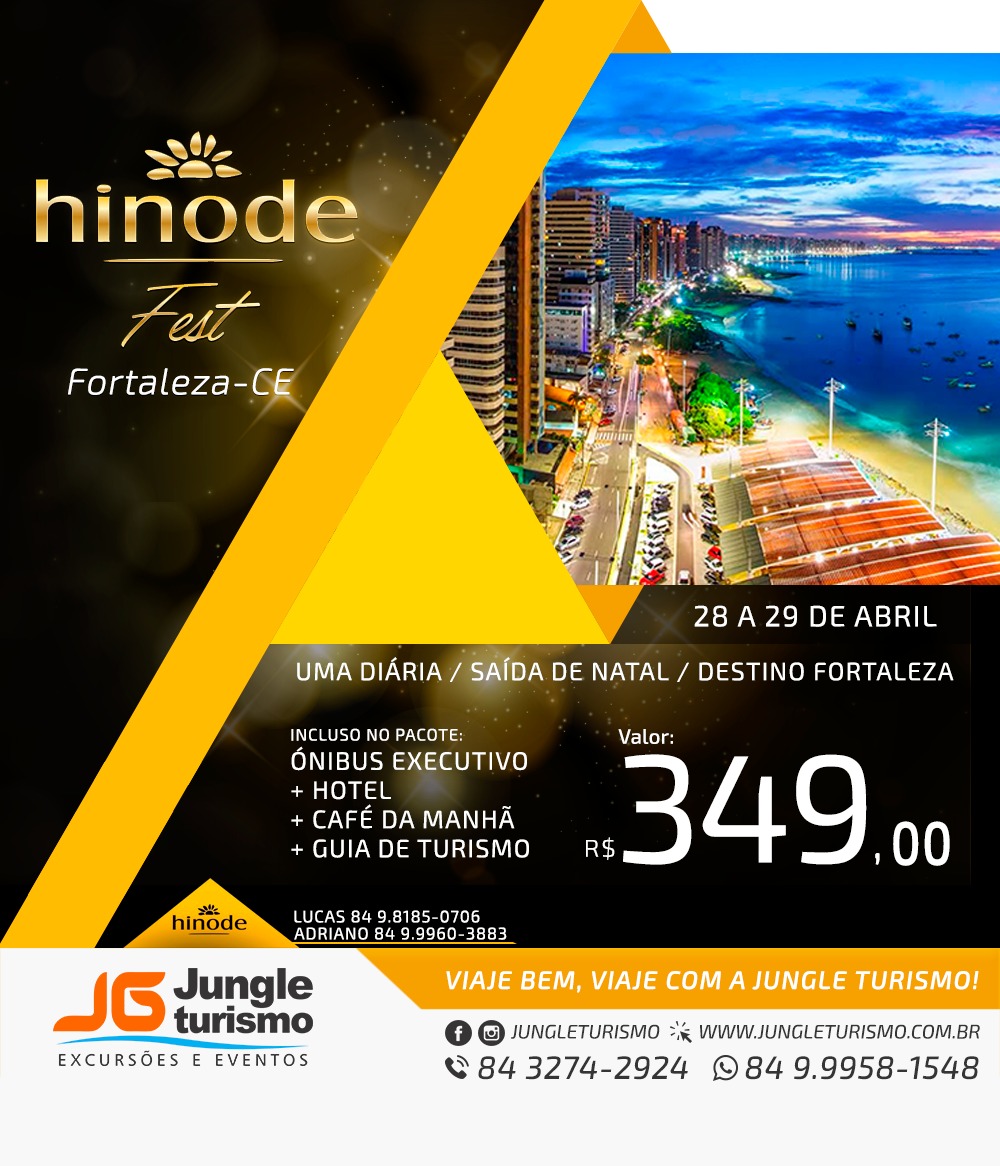 hinode
Fest
Fortaleza-CE
28 A 29 DE ABRIL
UMA DIÁRIA / SAÍDA DE NATAL / DESTINO FORTALEZA
INCLUSO NO PACOTE:
ÓNIBUS EXECUTIVO
+ HOTEL
+ CAFÉ DA MANHÃ
+ GUIA DE TURISMO
Valor:
R$ 349,00
hinode
LUCAS 84 9.8185-0706
ADRIANO 84 9.9960-3883
JG Jungle
turismo
EXCURSÕES E EVENTOS
VIAJE BEM, VIAJE COM A JUNGLE TURISMO!
JUNGLETURISMO WWW.JUNGLETURISMO.COM.BR
84 3274-2924 84 9.9958-1548